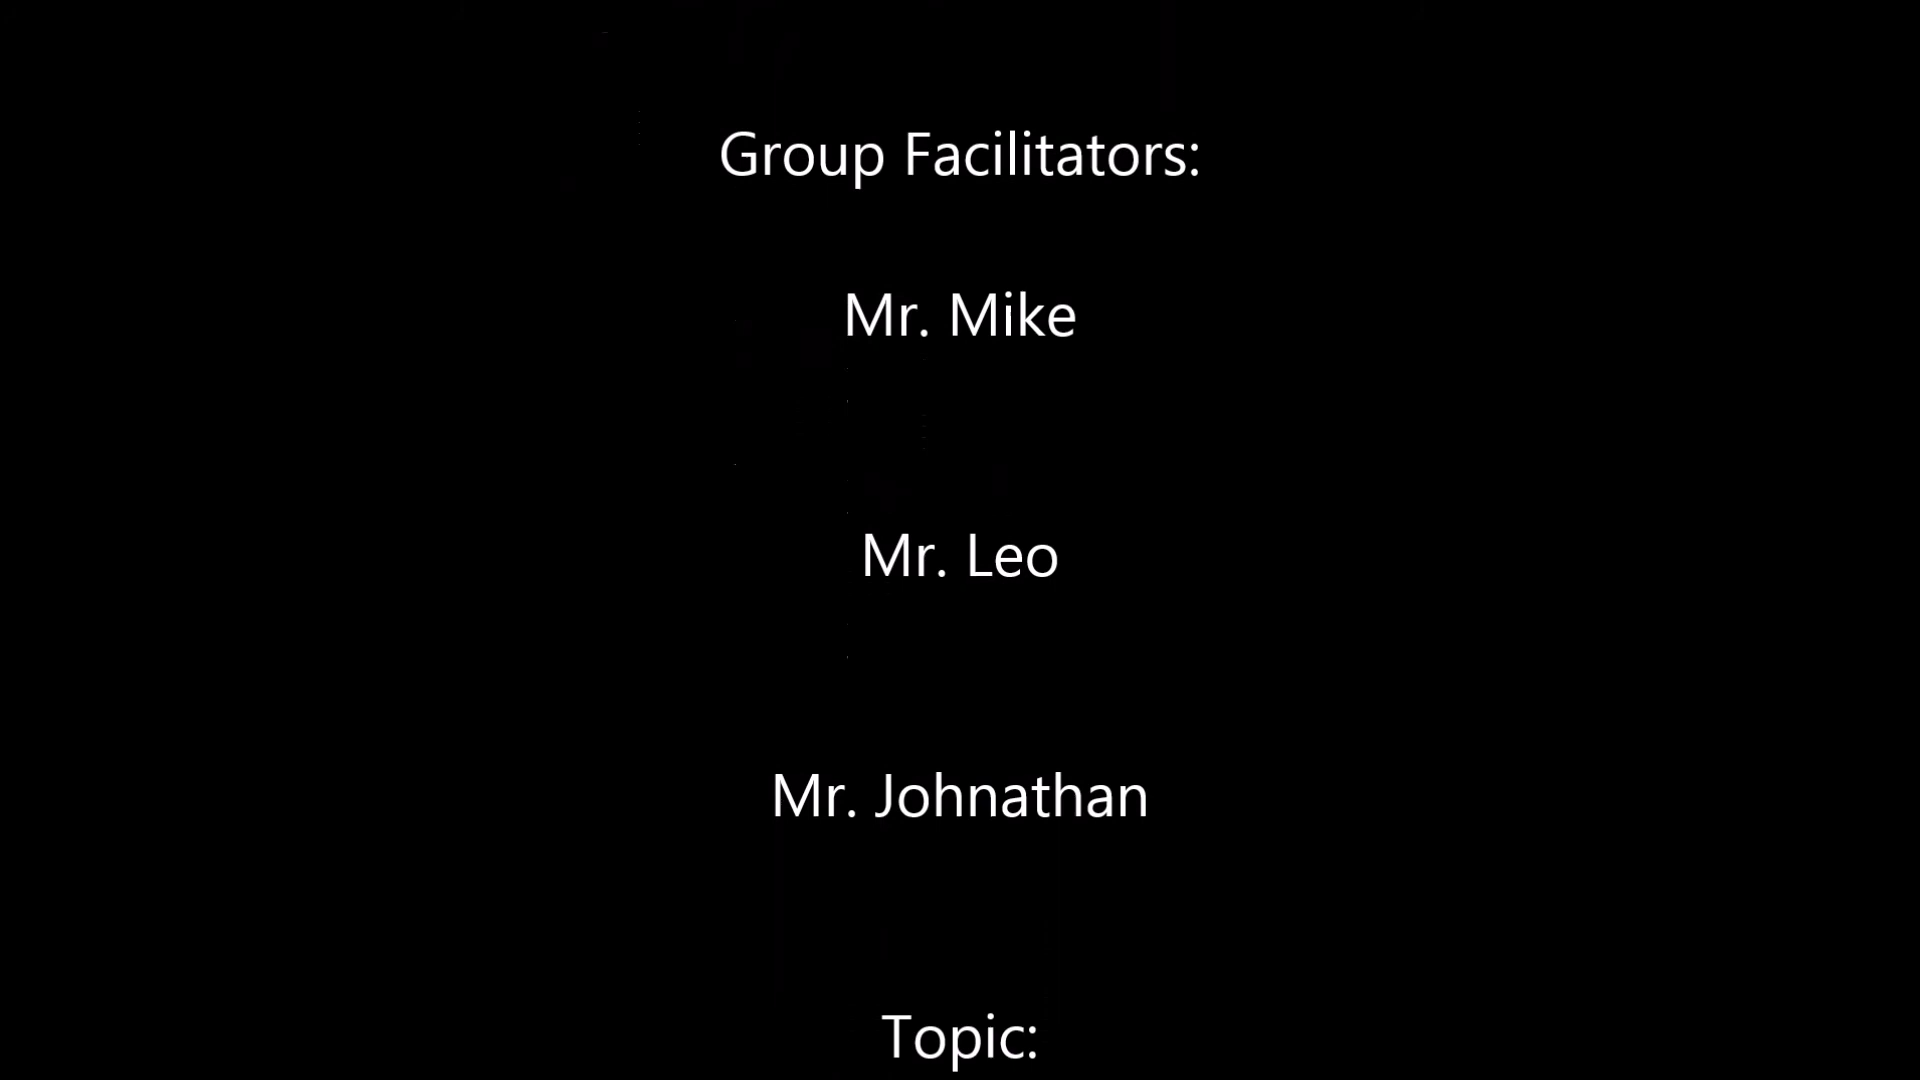 Group Facilitators:
Mr. Mike
Mr. Leo
Mr. Johnathan
Topic: